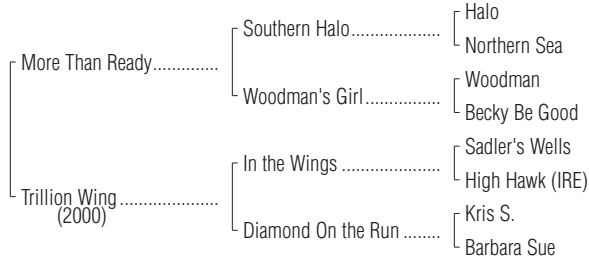 Halo
Southern Halo...................
Northern Sea
More Than Ready..............
Woodman
Woodman's Girl................
Becky Be Good
Sadler's Wells
In the Wings .....................
High Hawk (IRE)
Trillion Wing.....................
(2000)
Kris S.
Diamond On the Run ........
Barbara Sue